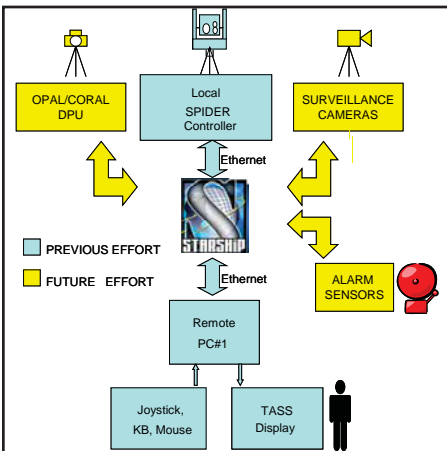 OPAL/CORAL
DPU
Local
SPIDER
Controller
SURVEILLANCE
CAMERAS
Ethernet
STARSHIP
PREVIOUS EFFORT
FUTURE EFFORT
Ethernet
ALARM
SENSORS
Remote
PC#1
Joystick,
KB, Mouse
TASS
Display